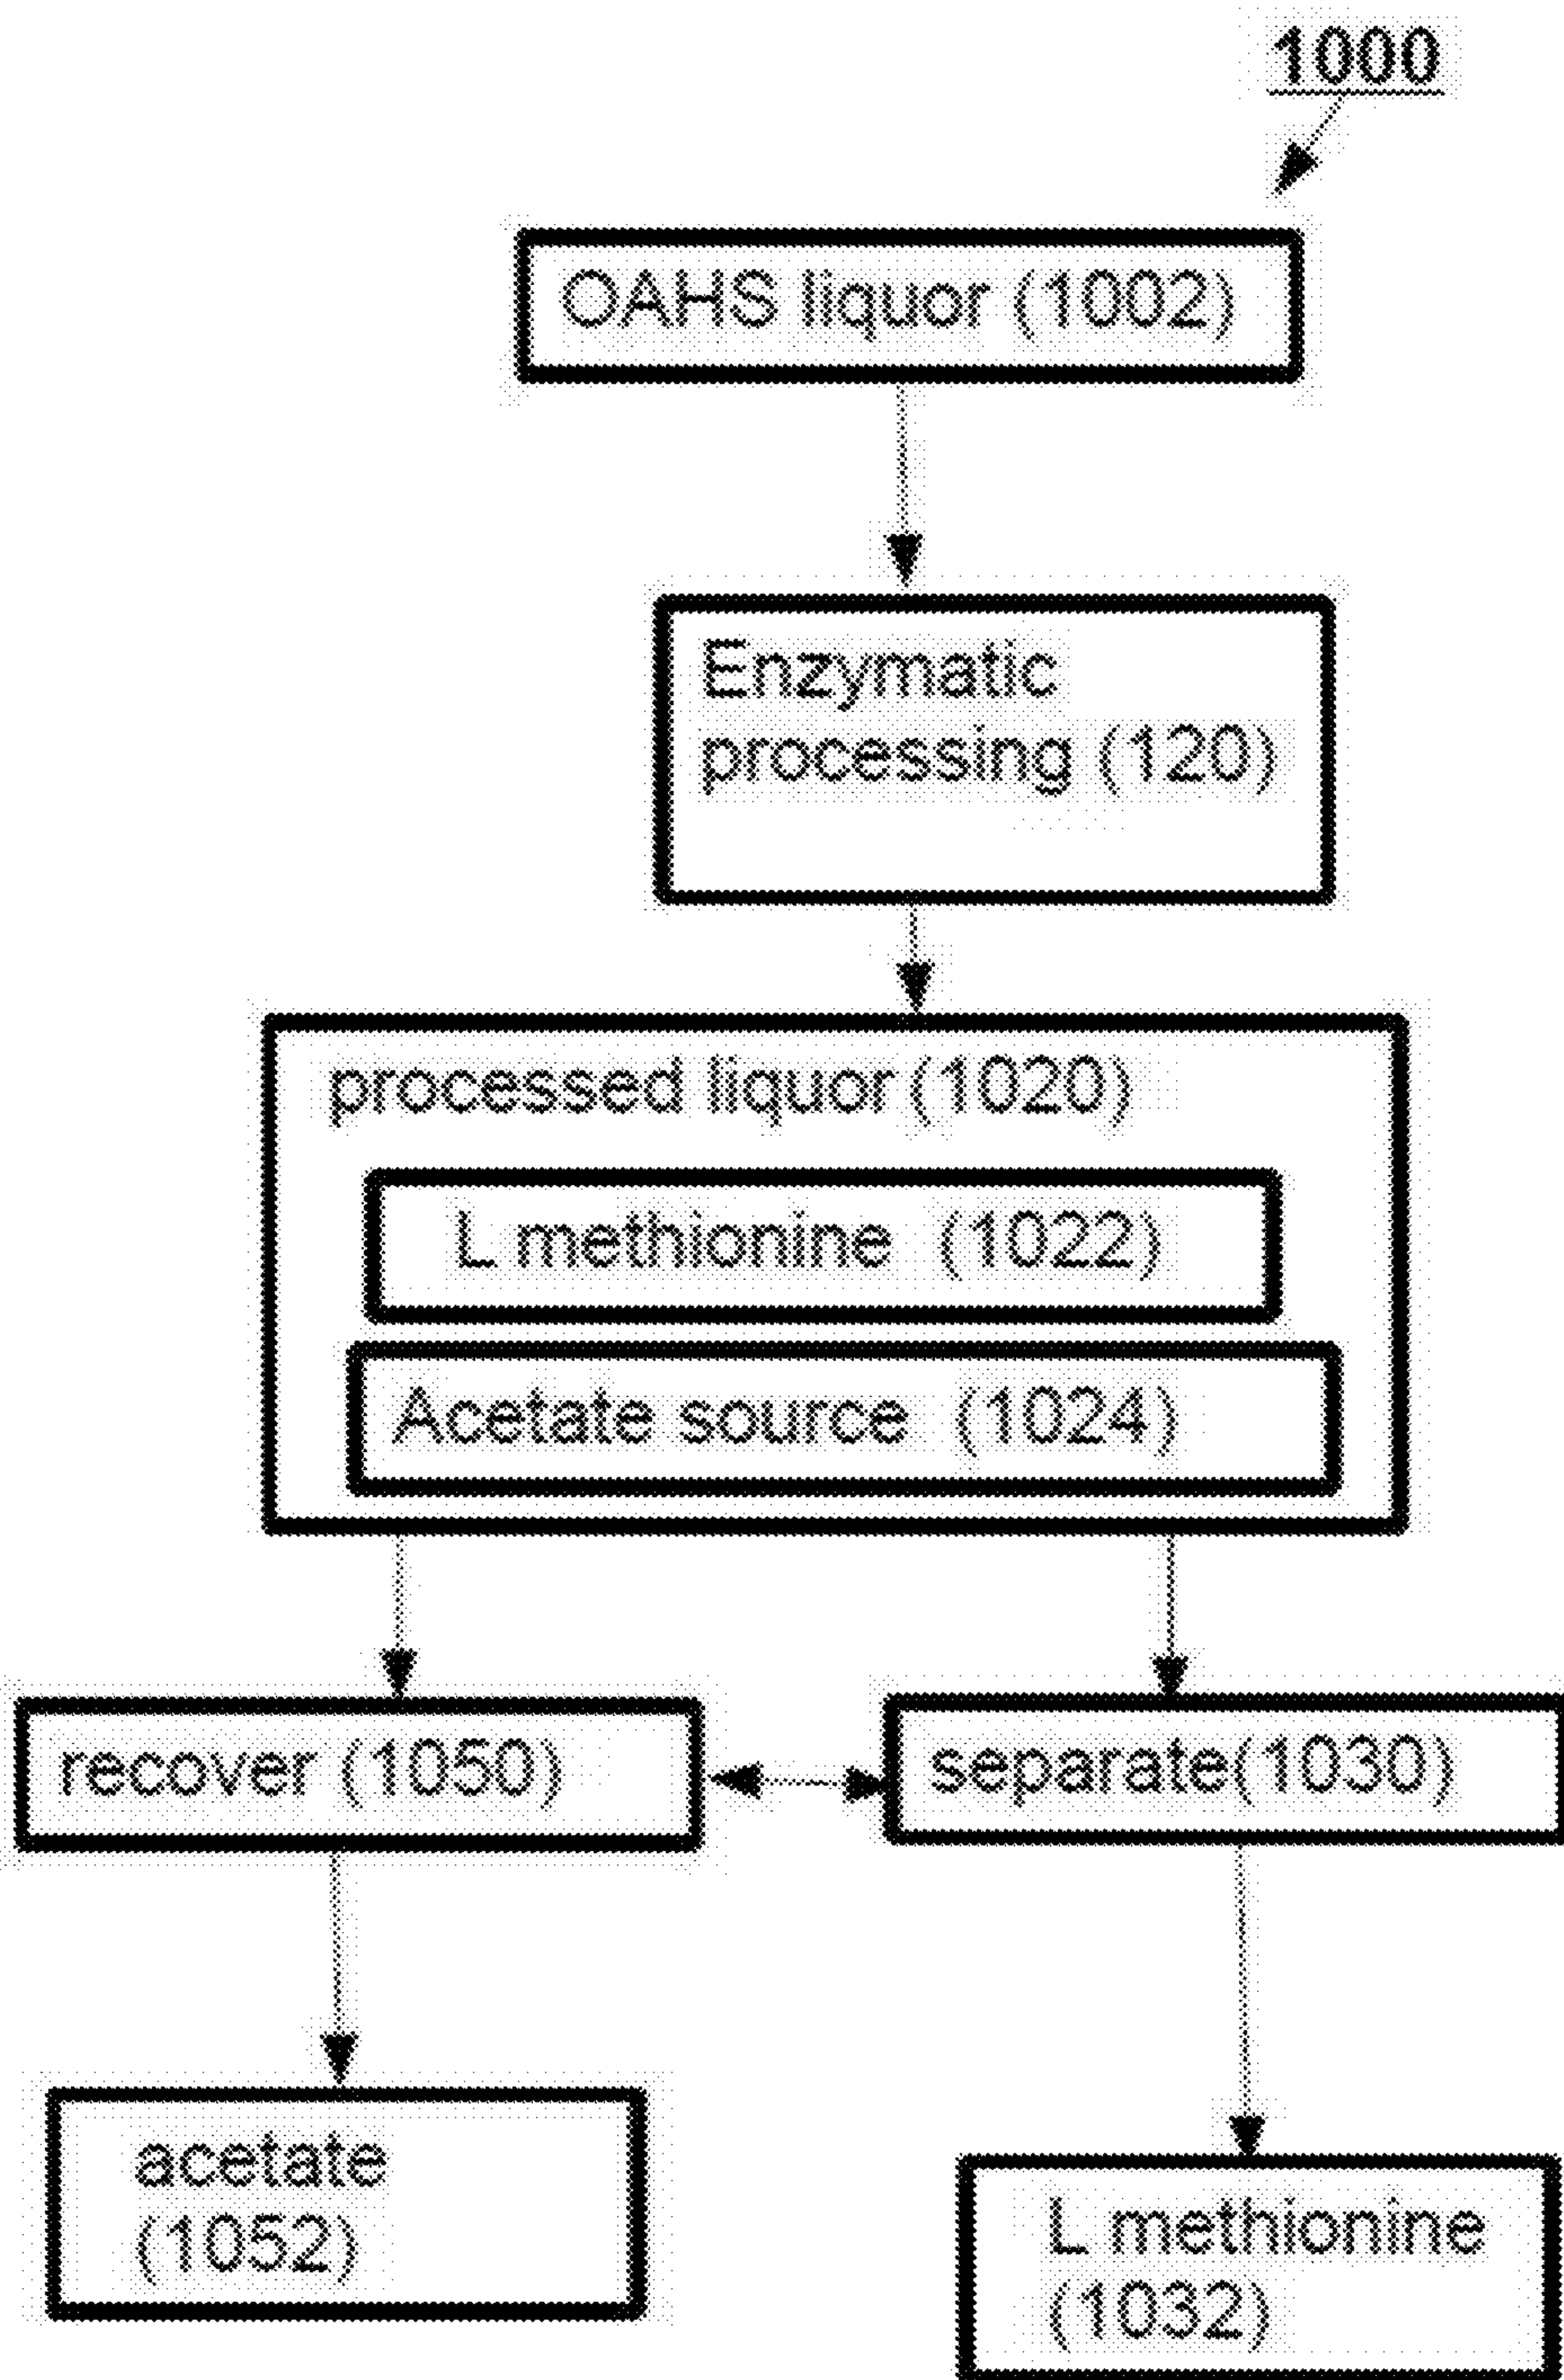 1000
OAHS liquor (1002)
Enzymatic
processing (120)
processed liquor (1020)
L methionine (1022)
Acetate source (1024)
recover (1050)
separate(1030)
acetate
(1052)
L methionine
(1032)